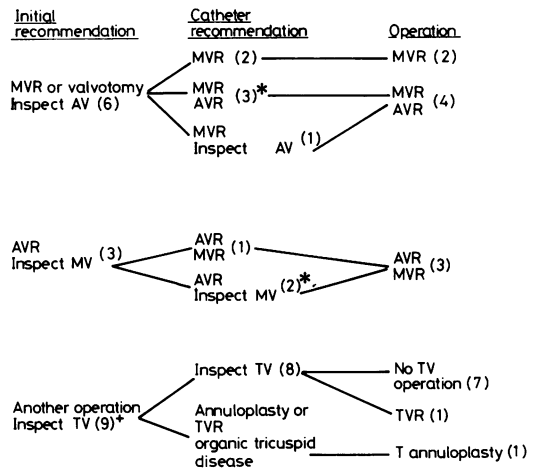 Initial recommendation
Catheter recommendation
Operation
MVR or valvotomy
Inspect AV (6)
MVR (2)
MVR
AVR (3)*
MVR
Inspect AV (1)
MVR (2)
MVR
AVR (4)
AVR
Inspect MV (3)
AVR
MVR (1)
AVR
Inspect MV (2)*
AVR
MVR (3)
Another operation
Inspect TV (9)+
Inspect TV (8)
Annuloplasty or
TVR
organic tricuspid
disease
No TV
operation (7)
TVR (1)
T annuloplasty (1)